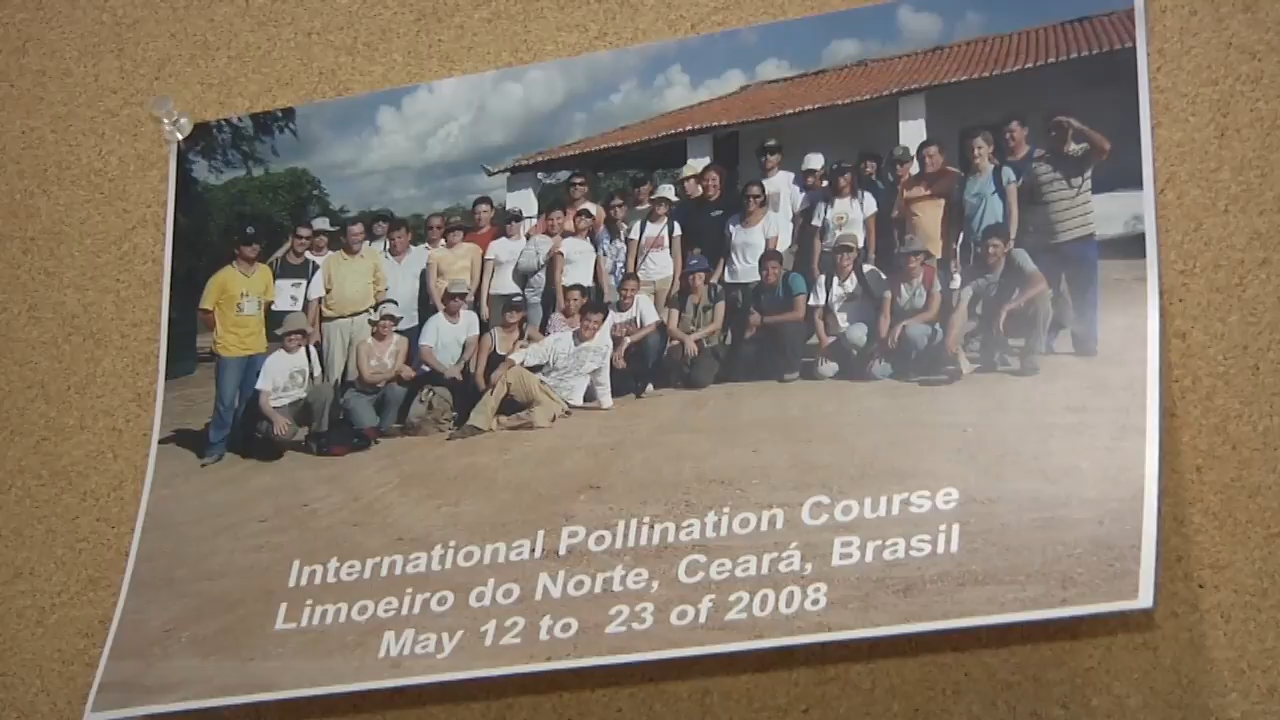 International Pollination Course
Limoeiro do Norte, Ceará, Brasil
May 12 to 23 of 2008